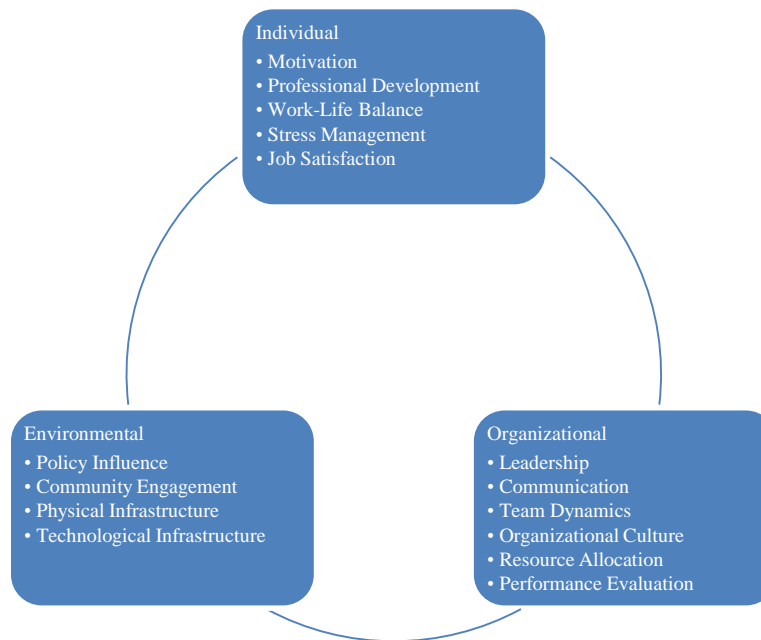 Individual
• Motivation
• Professional Development
• Work-Life Balance
• Stress Management
• Job Satisfaction
Environmental
• Policy Influence
• Community Engagement
• Physical Infrastructure
• Technological Infrastructure
Organizational
• Leadership
• Communication
• Team Dynamics
• Organizational Culture
• Resource Allocation
• Performance Evaluation